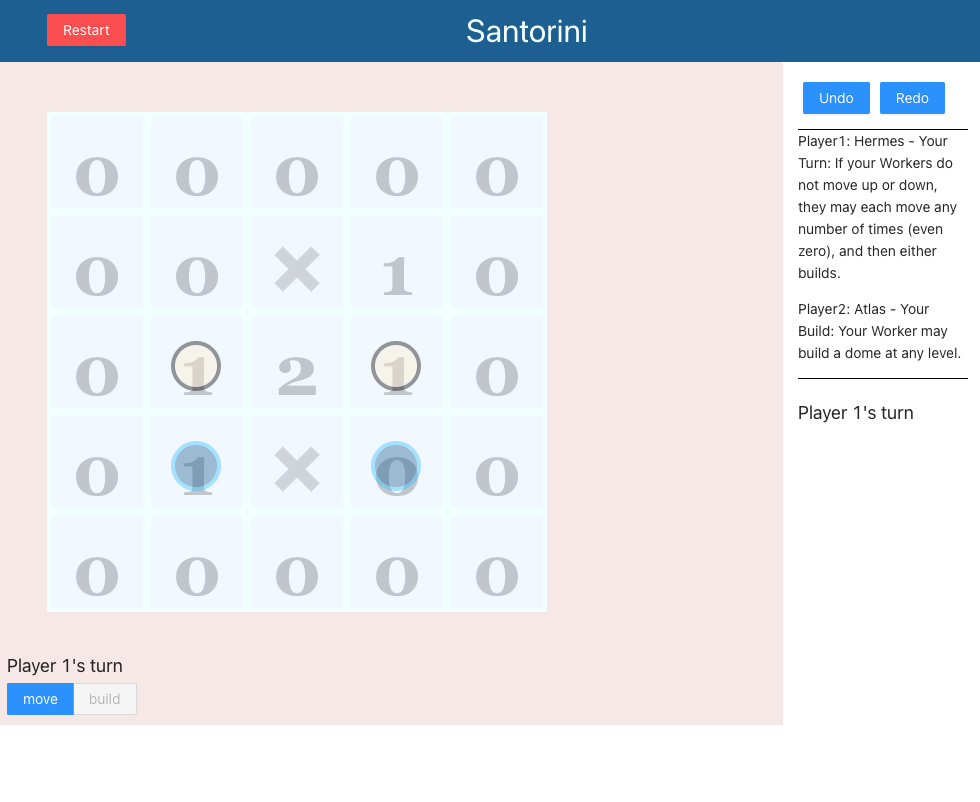 Restart
Santorini
Undo Redo
Player1: Hermes - Your
Turn: If your Workers do
not move up or down,
they may each move any
number of times (even
zero), and then either
builds.
Player2: Atlas - Your
Build: Your Worker may
build a dome at any level.
Player 1's turn
0 0 0 0 0
0 0 ✕ 1 0
0 1 2 1 0
0 1 ✕ 0 0
0 0 0 0 0
Player 1's turn
move build